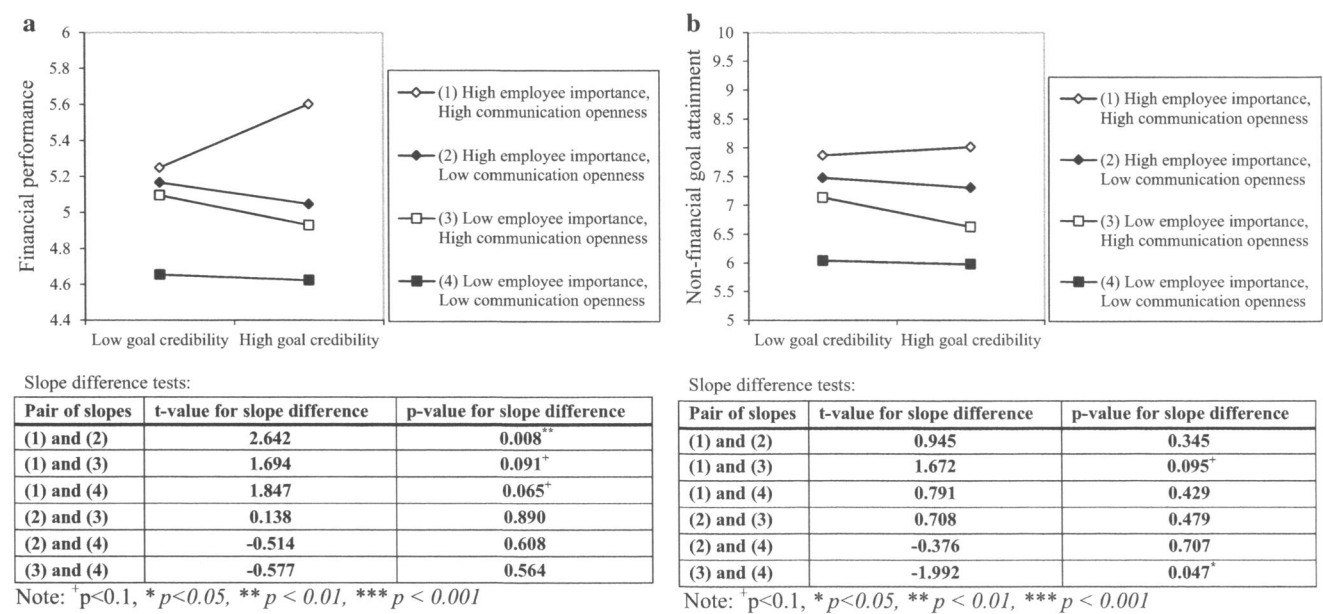 a
Financial performance
6
5.8
5.6
5.4
5.2
5
4.8
4.6
4.4
Low goal credibility High goal credibility
(1) High employee importance,
High communication openness
(2) High employee importance,
Low communication openness
(3) Low employee importance,
High communication openness
(4) Low employee importance,
Low communication openness
Slope difference tests:
Pair of slopes t-value for slope difference p-value for slope difference
(1) and (2) 2.642 0.008**
(1) and (3) 1.694 0.091+
(1) and (4) 1.847 0.065+
(2) and (3) 0.138 0.890
(2) and (4) -0.514 0.608
(3) and (4) -0.577 0.564
Note: +p<0.1, * p<0.05, ** p < 0.01, *** p < 0.001
b
Non-financial goal attainment
10
9.5
9
8.5
8
7.5
7
6.5
6
5.5
5
Low goal credibility High goal credibility
(1) High employee importance,
High communication openness
(2) High employee importance,
Low communication openness
(3) Low employee importance,
High communication openness
(4) Low employee importance,
Low communication openness
Slope difference tests:
Pair of slopes t-value for slope difference p-value for slope difference
(1) and (2) 0.945 0.345
(1) and (3) 1.672 0.095+
(1) and (4) 0.791 0.429
(2) and (3) 0.708 0.479
(2) and (4) -0.376 0.707
(3) and (4) -1.992 0.047*
Note: +p<0.1, * p<0.05, ** p < 0.01, *** p < 0.001